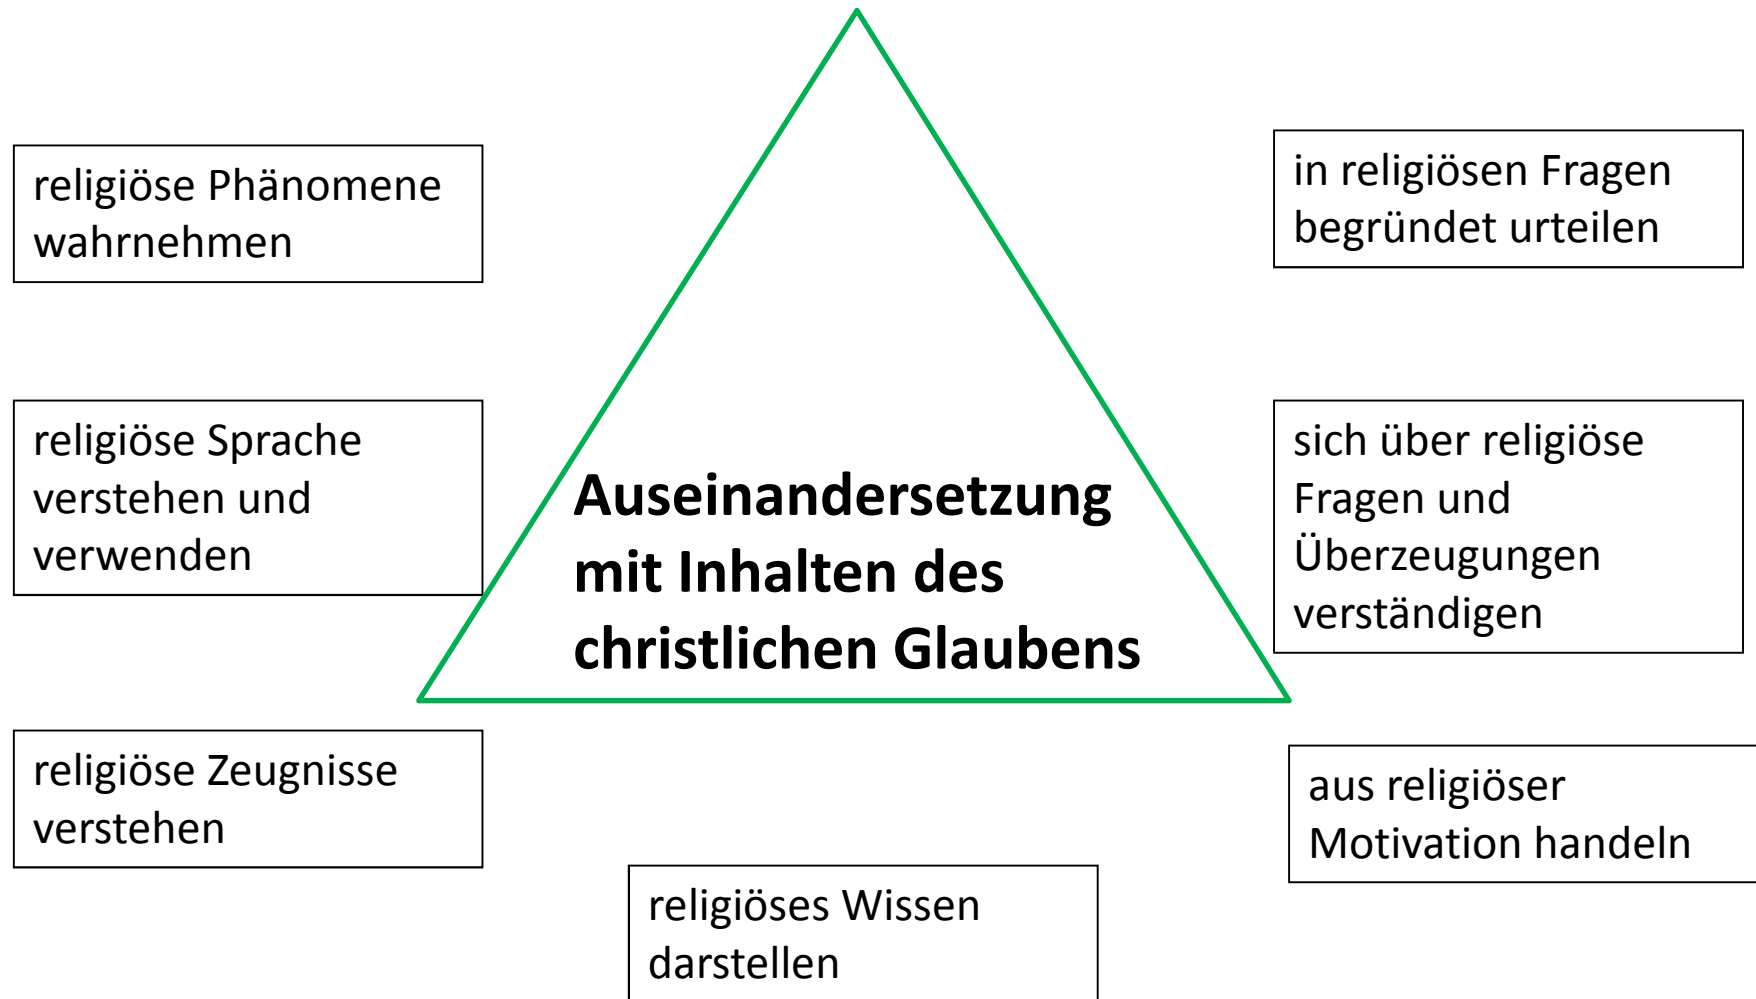 religiöse Phänomene
wahrnehmen
in religiösen Fragen
begründet urteilen
religiöse Sprache
verstehen und
verwenden
Auseinandersetzung
mit Inhalten des
christlichen Glaubens
sich über religiöse
Fragen und
Überzeugungen
verständigen
religiöse Zeugnisse
verstehen
aus religiöser
Motivation handeln
religiöses Wissen
darstellen